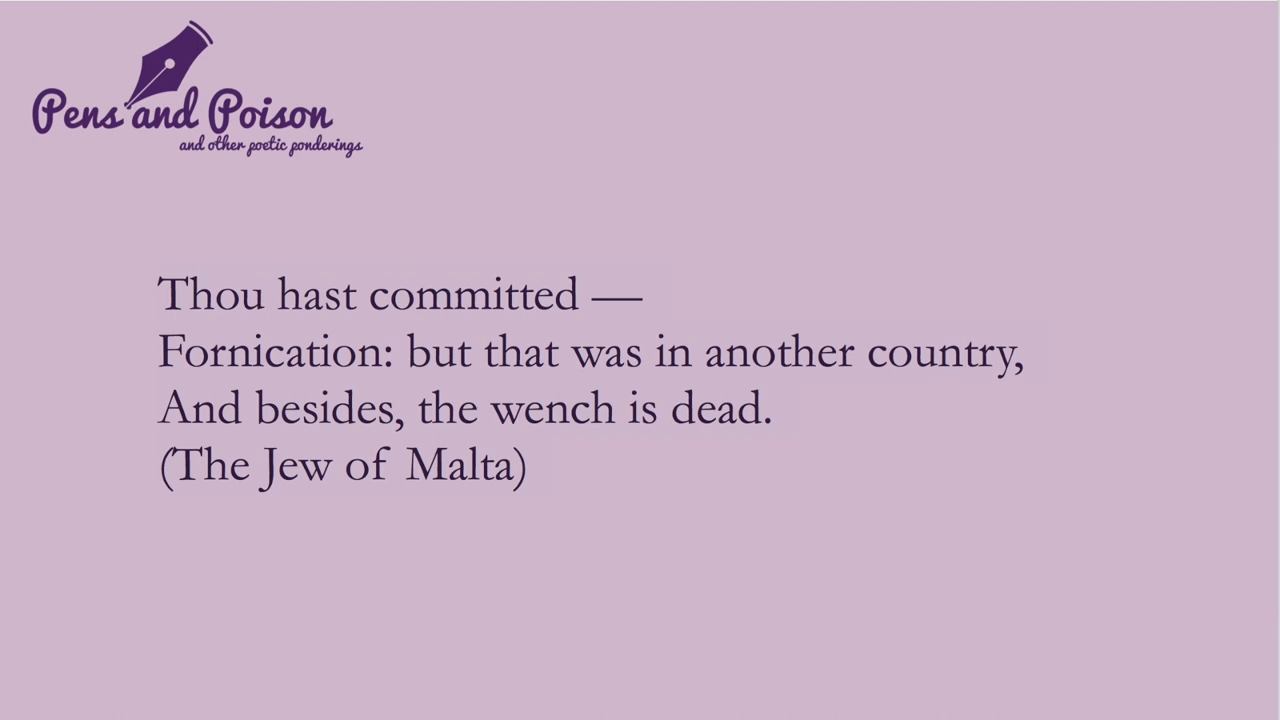 Pens and Poison
and other poetic ponderings
Thou hast committed —
Fornication: but that was in another country,
And besides, the wench is dead.
(The Jew of Malta)